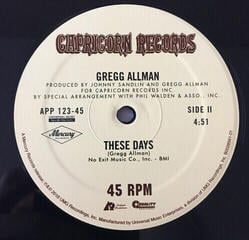 CAPRICORN RECORDS
GREGG ALLMAN
PRODUCED BY JOHNNY SANDLIN AND GREGG ALLMAN
FOR CAPRICORN RECORDS INC.
BY SPECIAL ARRANGEMENT WITH PHIL WALDEN & ASSO., INC.
APP 123-45
SIDE II
4:51
Mercury
THESE DAYS
(Gregg Allman)
No Exit Music Co., Inc. - BMI
45 RPM
QUALITY